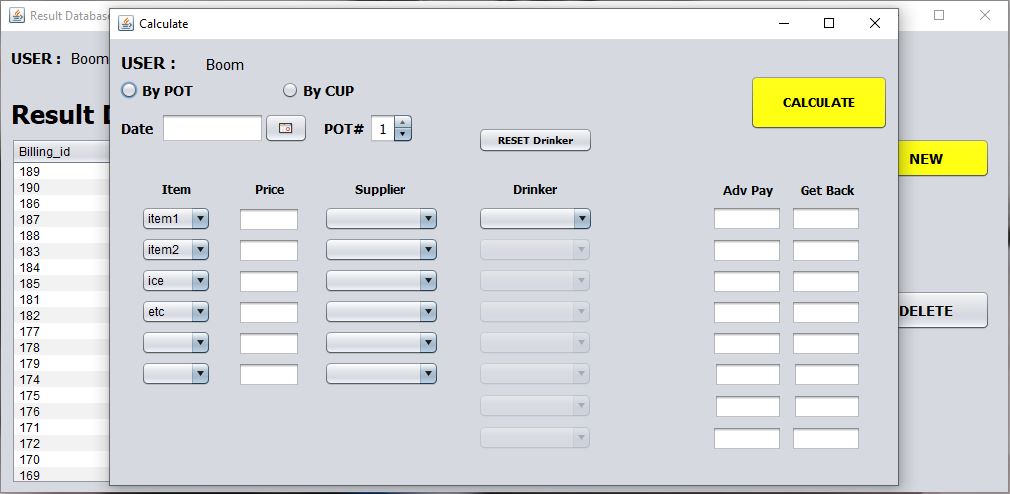 Result Database
Calculate
USER :
Boom
USER :
Boom
By POT
By CUP
CALCULATE
Result D
Date
POT#
1
RESET Drinker
Billing_id
NEW
Item
Price
Supplier
Drinker
Adv Pay
Get Back
item1
item2
ice
etc
189
190
186
187
188
183
184
185
181
182
177
178
179
174
175
176
171
172
170
169
DELETE